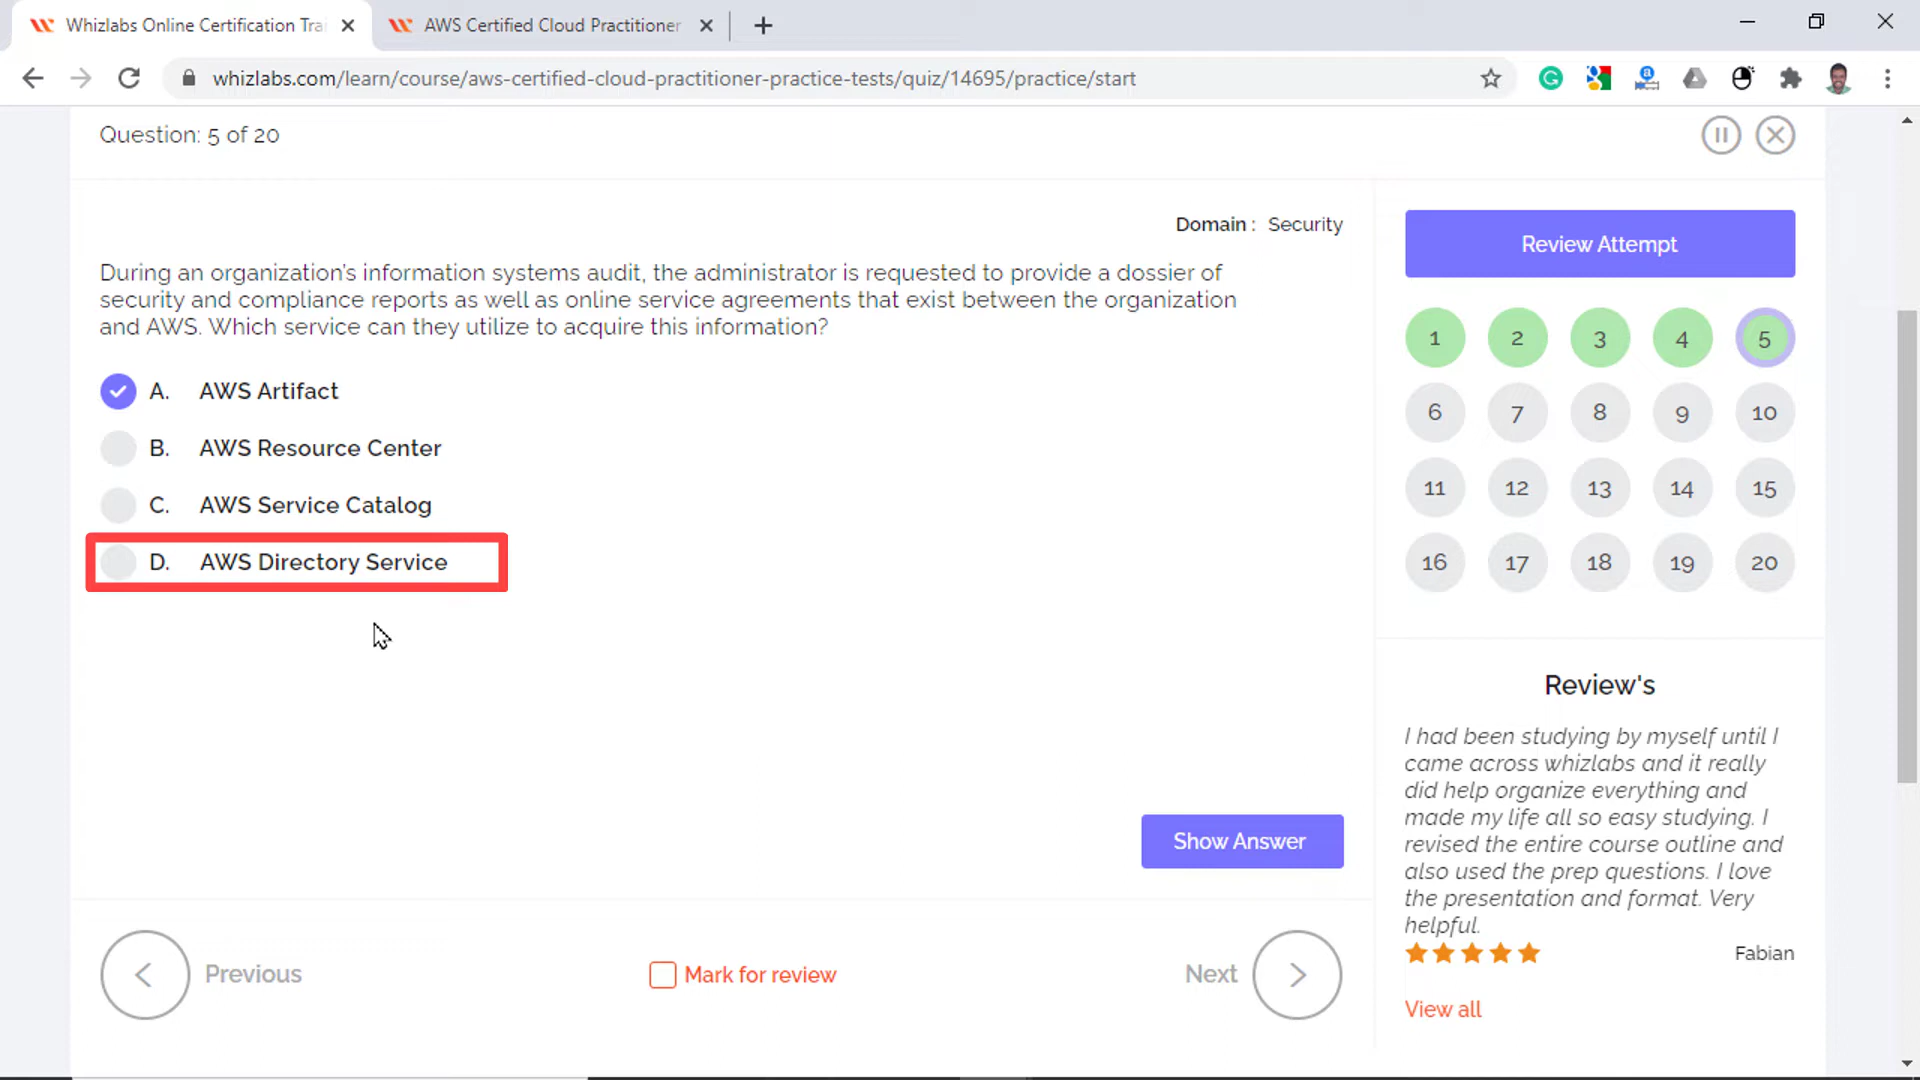 Whizlabs Online Certification Trai
AWS Certified Cloud Practitioner
whizlabs.com/learn/course/aws-certified-cloud-practitioner-practice-tests/quiz/14695/practice/start
Question: 5 of 20
Domain : Security
During an organization's information systems audit, the administrator is requested to provide a dossier of
security and compliance reports as well as online service agreements that exist between the organization
and AWS. Which service can they utilize to acquire this information?
A. AWS Artifact
B. AWS Resource Center
C. AWS Service Catalog
D. AWS Directory Service
Show Answer
Previous
Mark for review
Next
Review Attempt
1 2 3 4 5
6 7 8 9 10
11 12 13 14 15
16 17 18 19 20
Review's
I had been studying by myself until I
came across whizlabs and it really
did help organize everything and
made my life all so easy studying. I
revised the entire course outline and
also used the prep questions. I love
the presentation and format. Very
helpful.
Fabian
View all